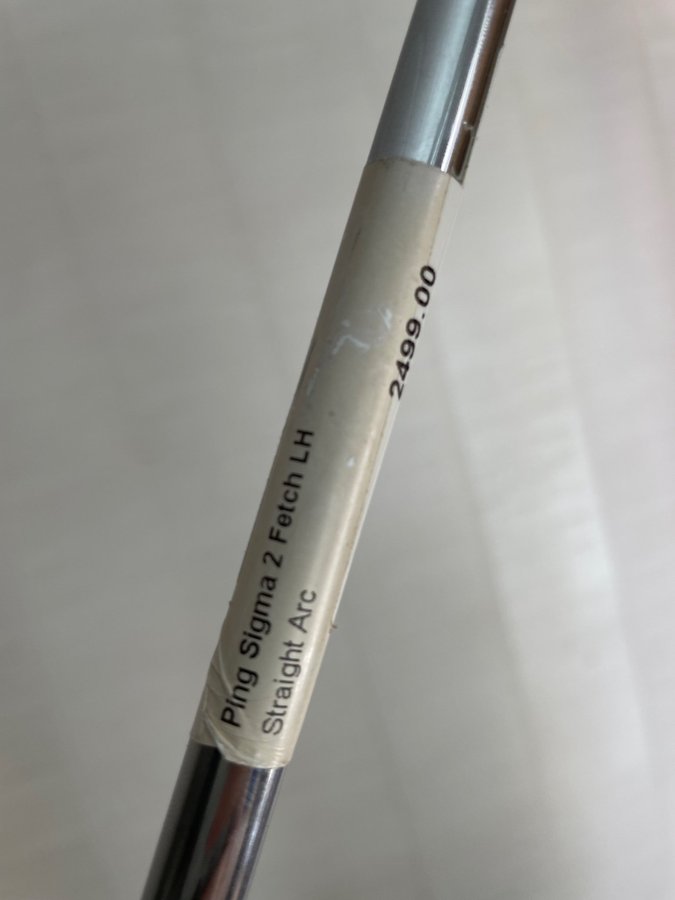 Ping Sigma 2 Fetch LH
Straight Arc
2499.00